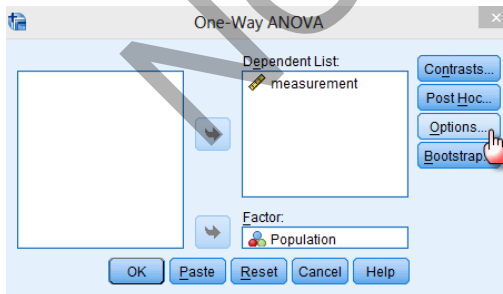 One-Way ANOVA
Dependent List:
measurement
Contrasts...
Post Hoc...
Options...
Bootstrap...
Factor:
Population
OK Paste Reset Cancel Help